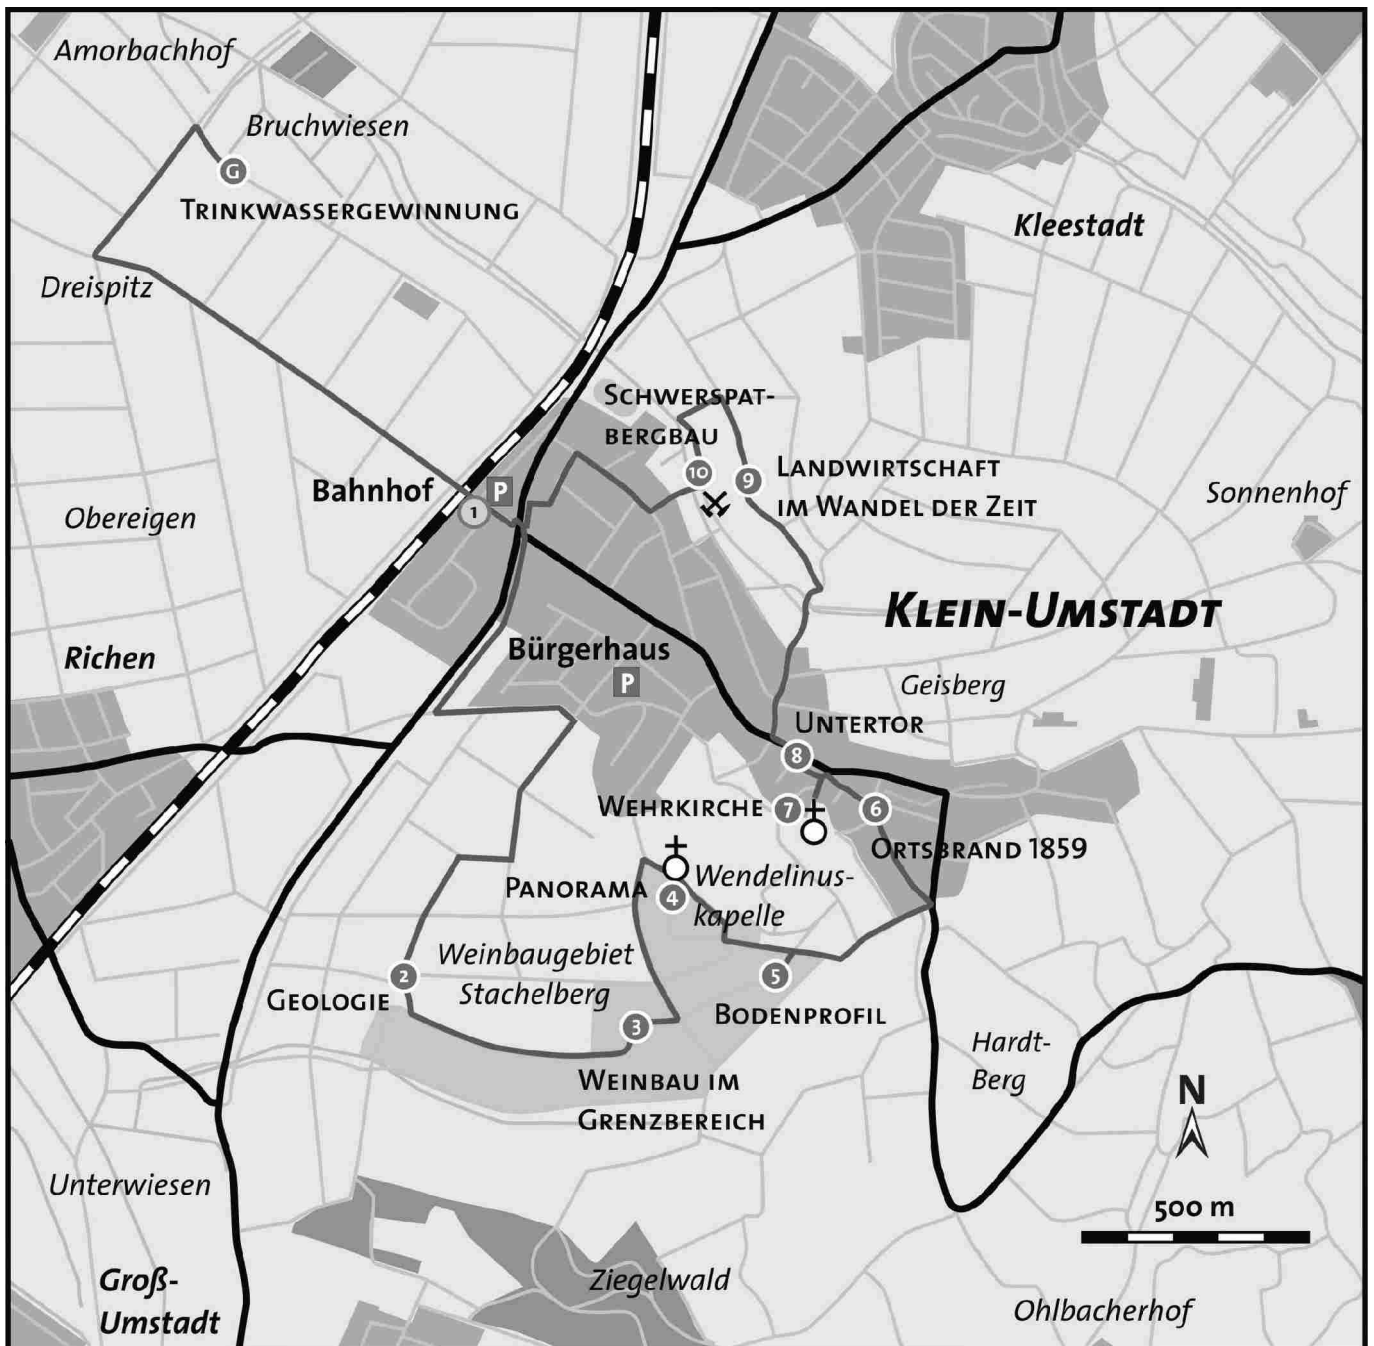 Amorbachhof
Bruchwiesen
G
TRINKWASSERGEWINNUNG
Kleestadt
Dreispitz
SCHWERSPAT-
BERGBAU
10
9
LANDWIRTSCHAFT
IM WANDEL DER ZEIT
Bahnhof
P
1
Obereigen
Sonnenhof
KLEIN-UMSTADT
Richen
Bürgerhaus
P
Geisberg
UNTERTOR
8
WEHRKIRCHE
7
6
ORTSBRAND 1859
PANORAMA
4
Wendelinus-
kapelle
Weinbaugebiet
Stachelberg
2
GEOLOGIE
3
5
BODENPROFIL
WEINBAU IM
GRENZBEREICH
Hardt-
Berg
N
500 m
Unterwiesen
Groß-
Umstadt
Ziegelwald
Ohlbacherhof